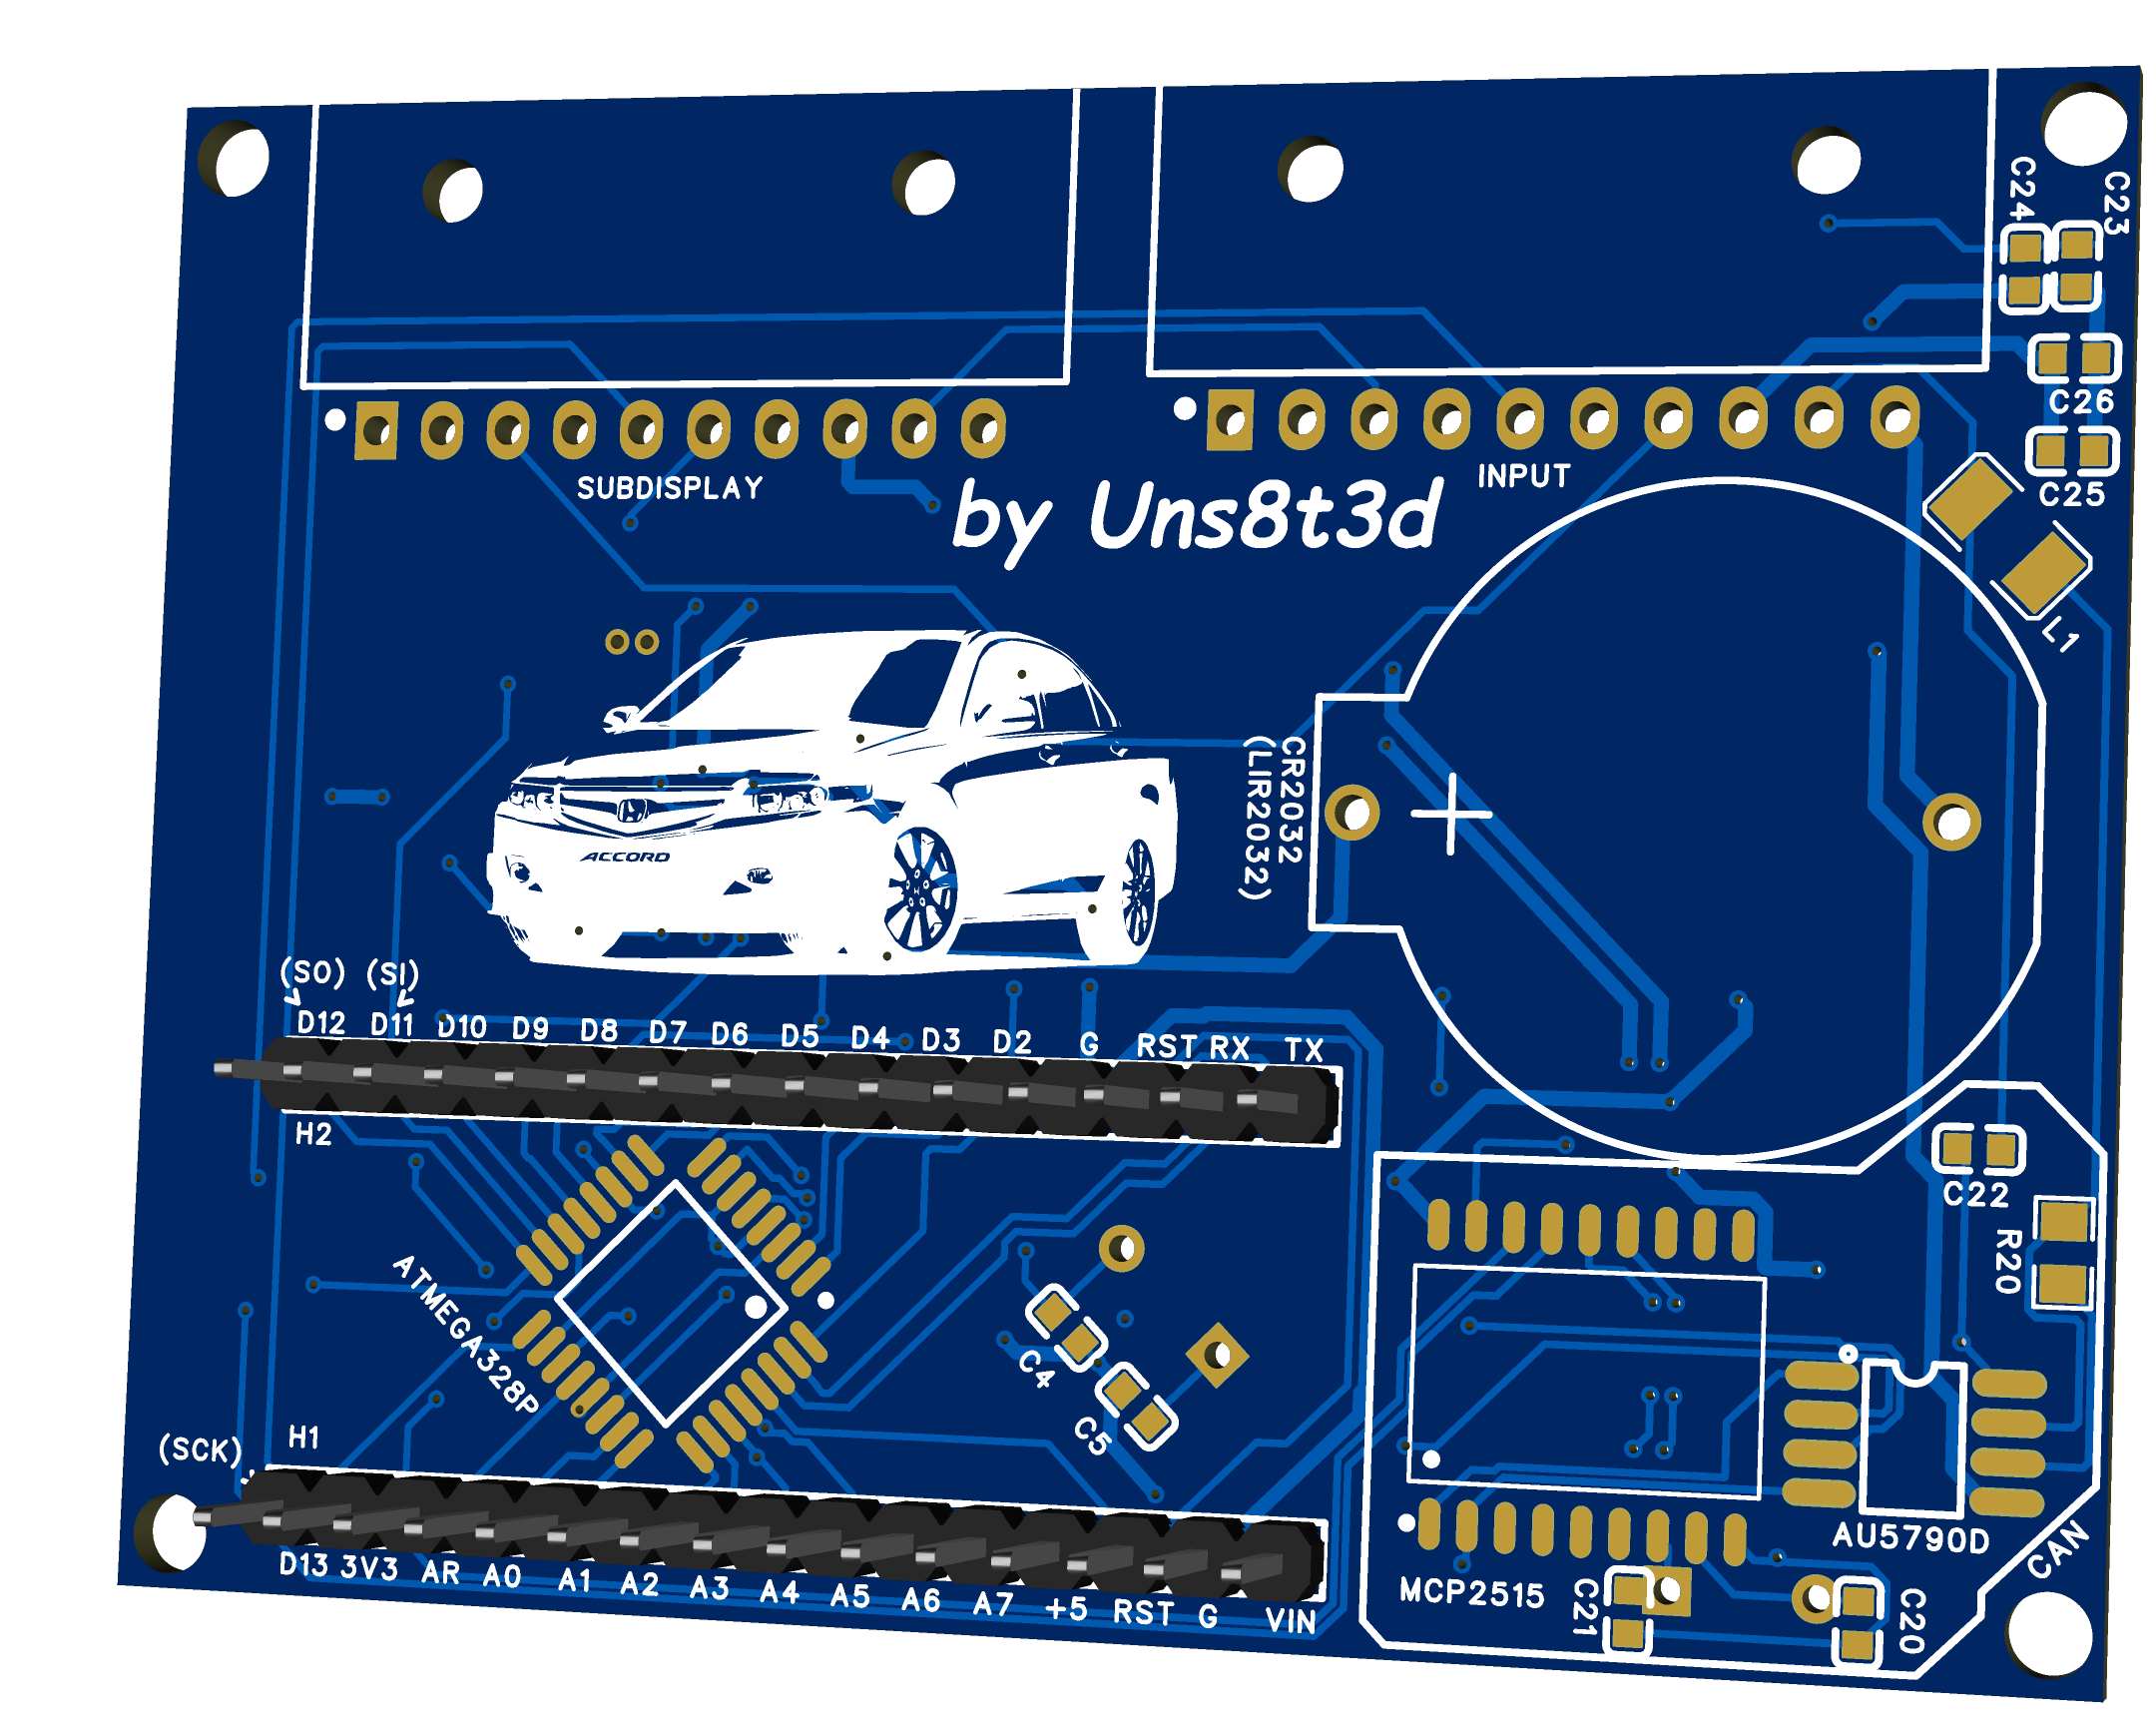 C24
C23
C26
SUBDISPLAY
INPUT
C25
by Uns8t3d
L1
CR2032
(LIR2032)
ACCORD
(SO) (SI)
D12 D11 D10 D9 D8 D7 D6 D5 D4 D3 D2 G RST RX TX
H2
C22
R20
ATMEGA328P
C4
C5
H1
(SCK)
AU5790D
CAN
D13 3V3 AR A0 A1 A2 A3 A4 A5 A6 A7 +5 RST G VIN
MCP2515
C21
C20